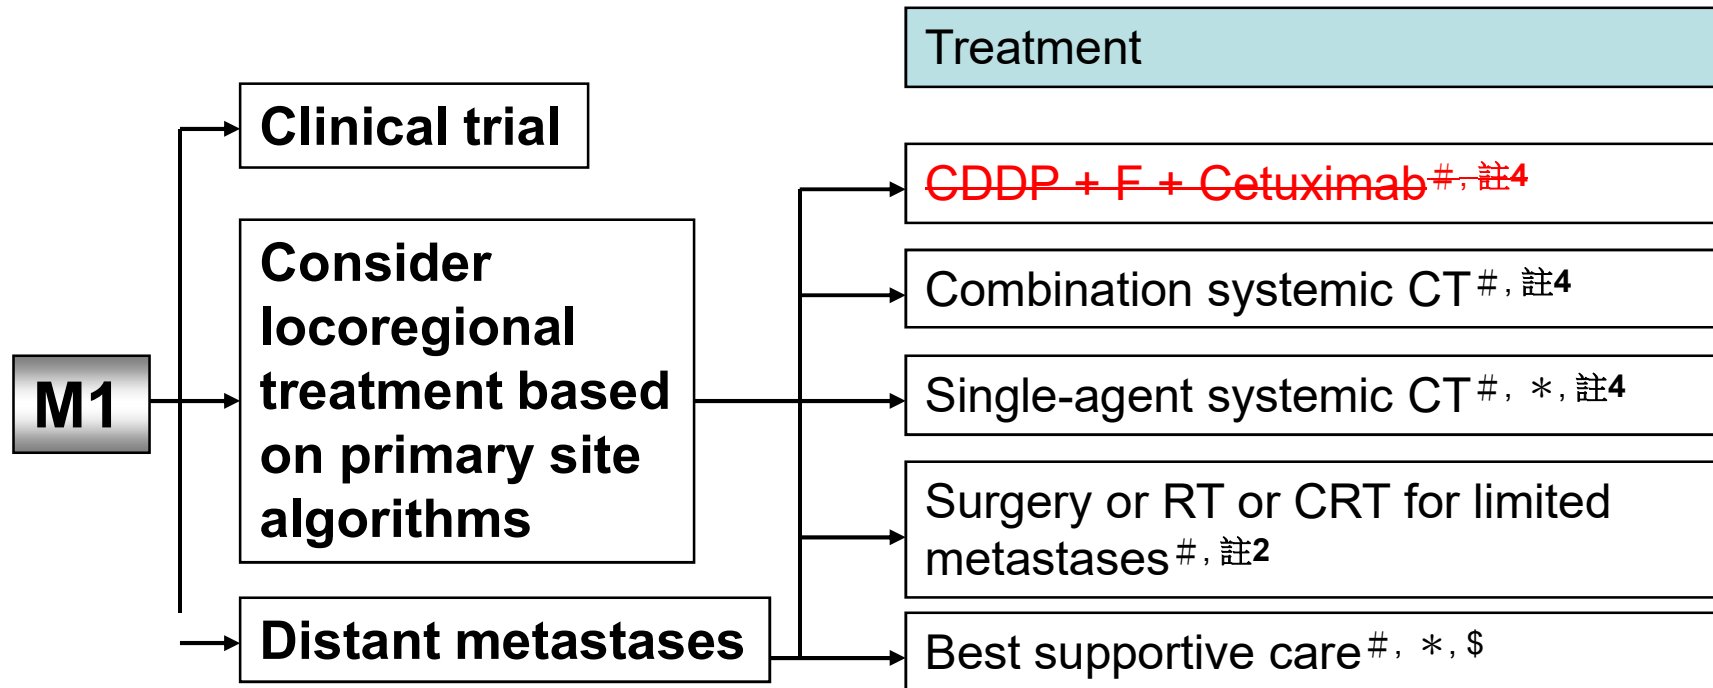 Treatment
Clinical trial
CDDP + F + Cetuximab#, 註4
Consider
locoregional
treatment based
on primary site
algorithms
Combination systemic CT#, 註4
M1
Single-agent systemic CT#, *, 註4
Surgery or RT or CRT for limited
metastases#, 註2
Distant metastases
Best supportive care#, *, $